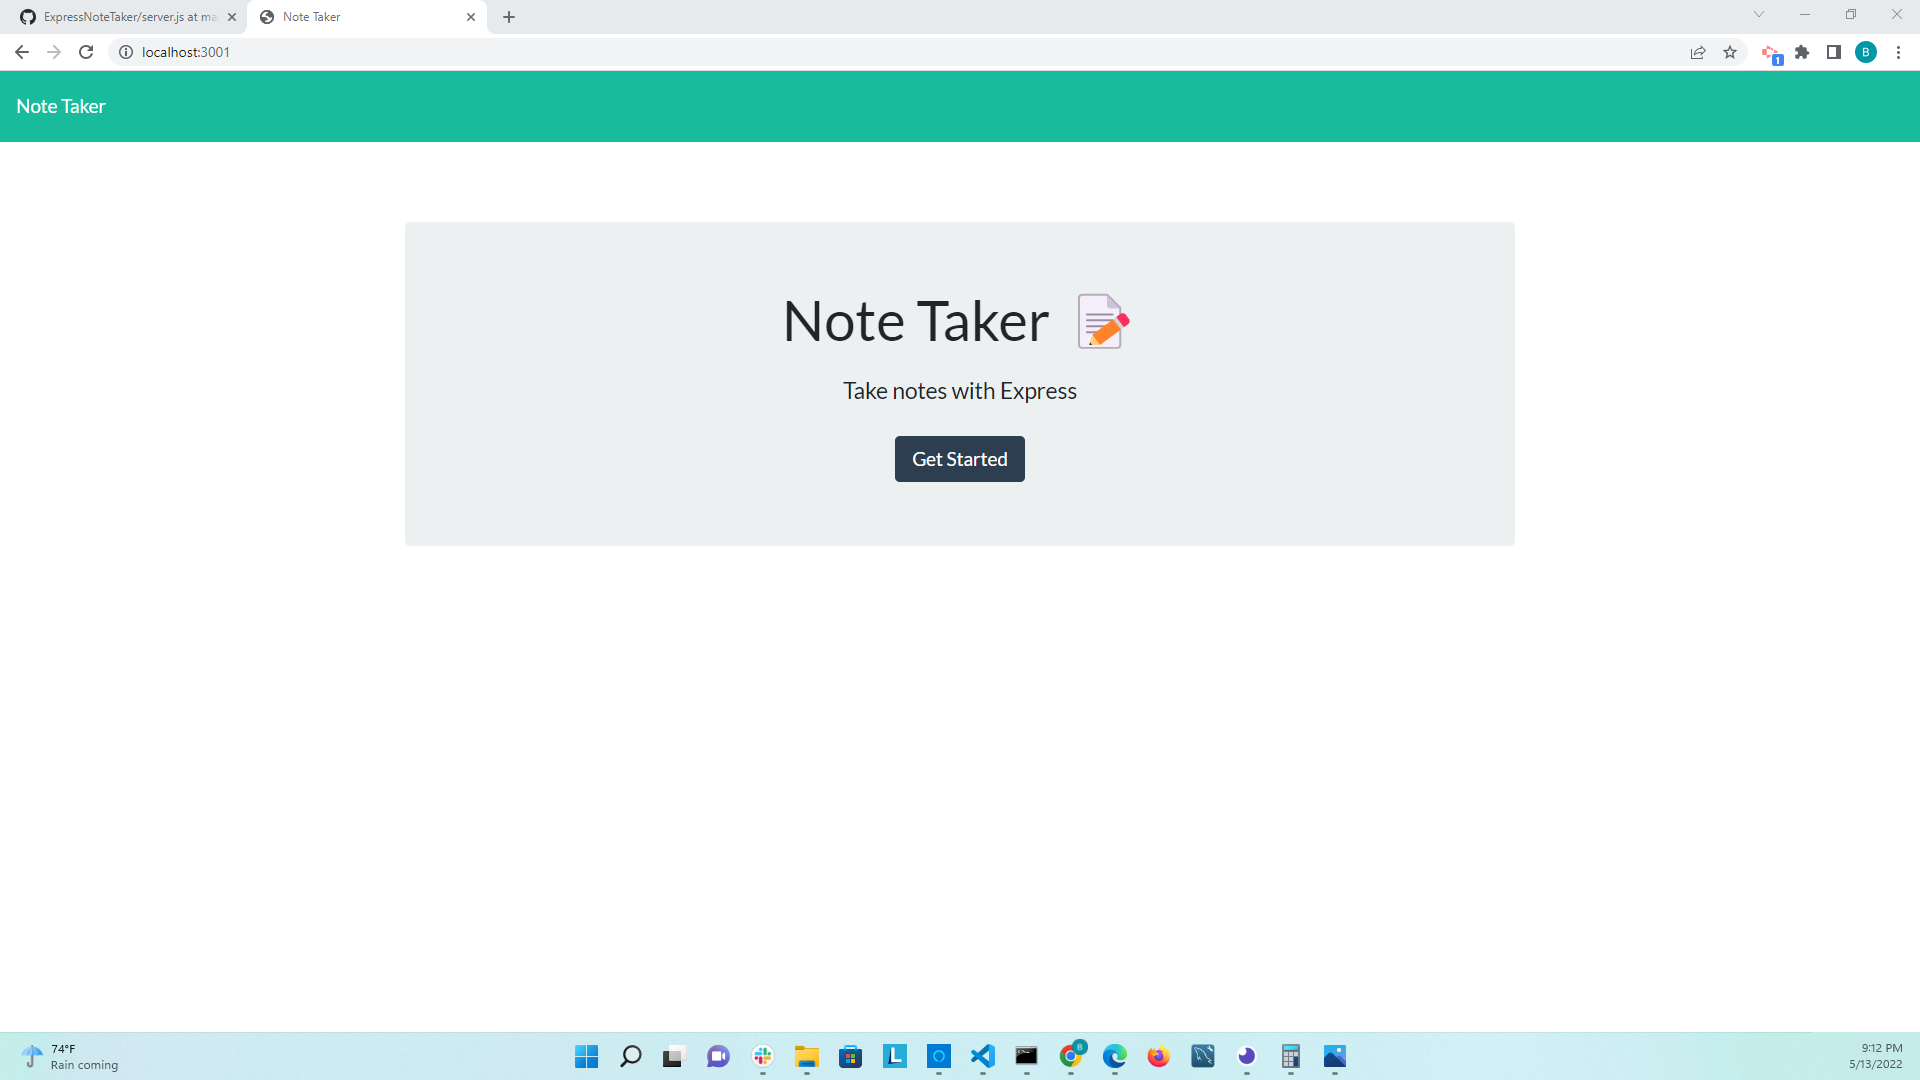 ExpressNoteTaker/server.js at ma
Note Taker
localhost:3001
1
B
Note Taker
Note Taker
Take notes with Express
Get Started
74°F
Rain coming
L
B
9:12 PM
5/13/2022